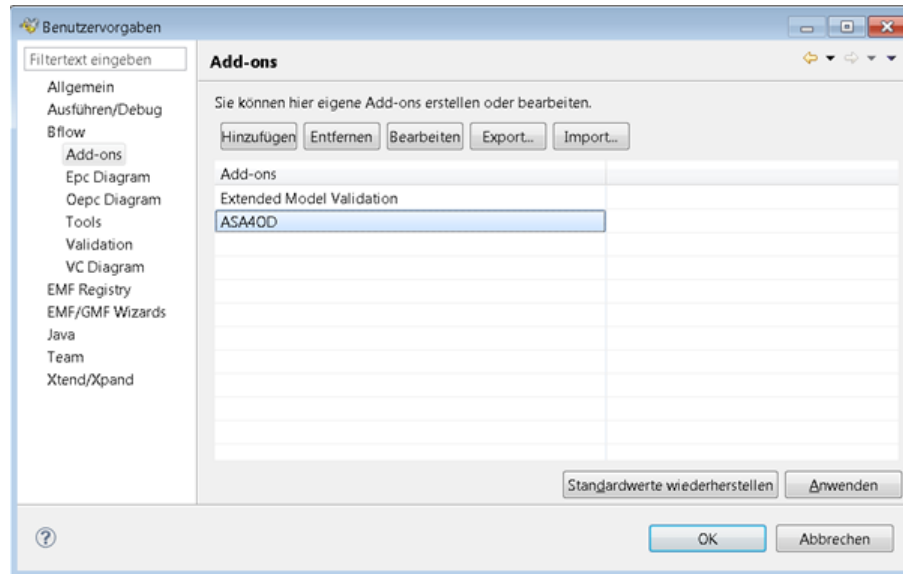 Benutzervorgaben
Filtertext eingeben
Allgemein
Ausführen/Debug
Bflow
Add-ons
Epc Diagram
Oepc Diagram
Tools
Validation
VC Diagram
EMF Registry
EMF/GMF Wizards
Java
Team
Xtend/Xpand
Add-ons
Sie können hier eigene Add-ons erstellen oder bearbeiten.
Hinzufügen Entfernen Bearbeiten Export... Import...
Add-ons
Extended Model Validation
ASA4OD
Standardwerte wiederherstellen Anwenden
? OK Abbrechen